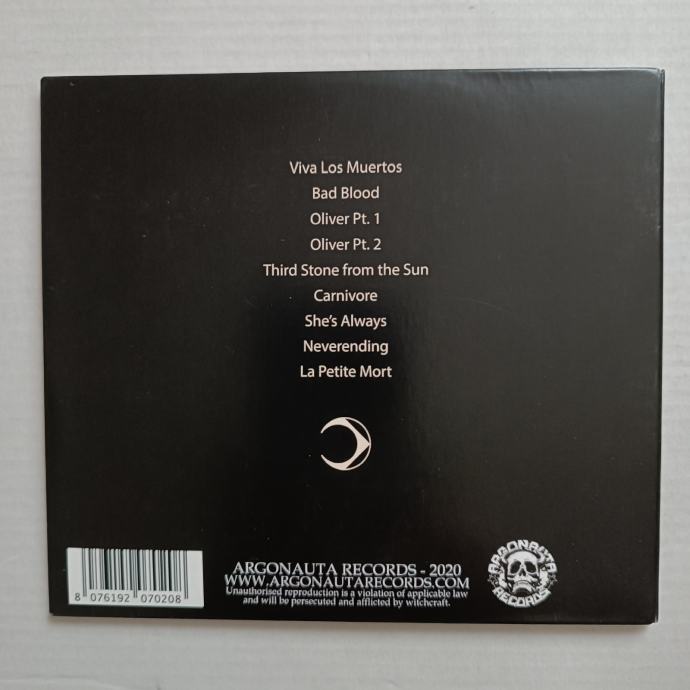 Viva Los Muertos
Bad Blood
Oliver Pt. 1
Oliver Pt. 2
Third Stone from the Sun
Carnivore
She's Always
Neverending
La Petite Mort
8 076192 070208
ARGONAUTA RECORDS - 2020
WWW.ARGONAUTARECORDS.COM
Unauthorised reproduction is a violation of applicable law
and will be persecuted and afflicted by witchcraft.
ARGONAUTA
RECORDS